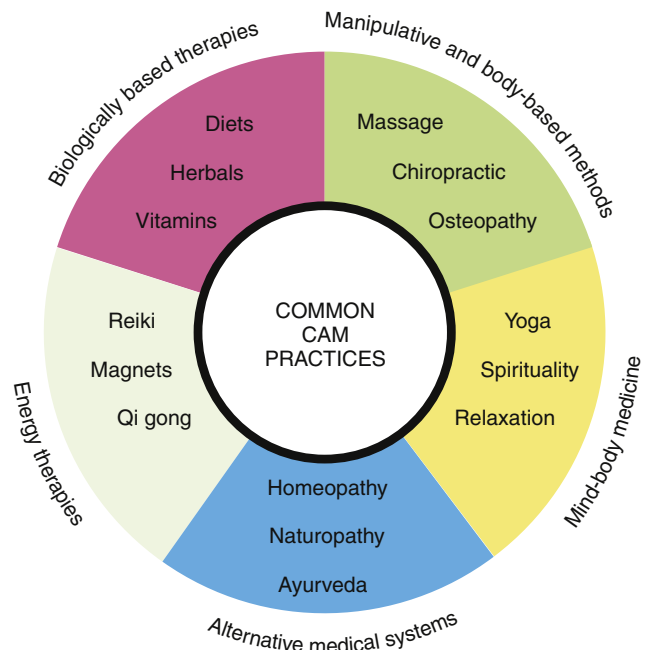 Biologically based therapies
Diets
Herbals
Vitamins
Manipulative and body-based methods
Massage
Chiropractic
Osteopathy
COMMON
CAM
PRACTICES
Yoga
Spirituality
Relaxation
Mind-body medicine
Reiki
Magnets
Qi gong
Energy therapies
Homeopathy
Naturopathy
Ayurveda
Alternative medical systems